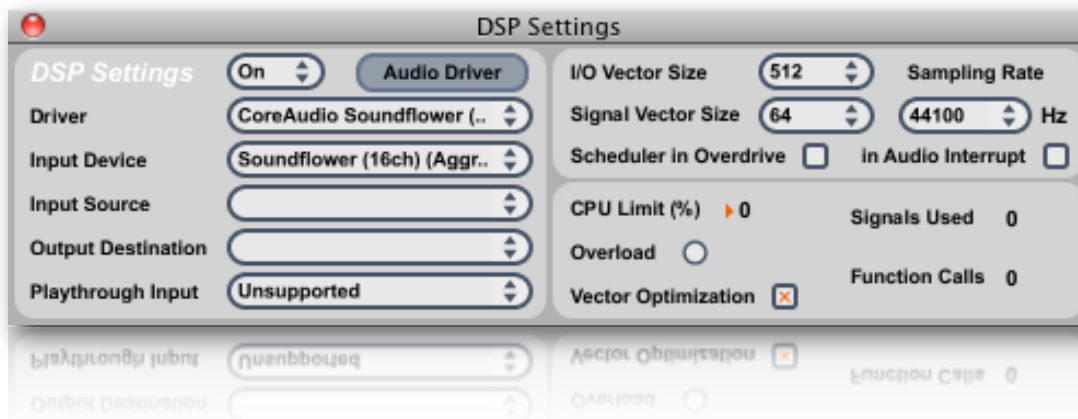 DSP Settings
DSP Settings On Audio Driver
Driver CoreAudio Soundflower (..
Input Device Soundflower (16ch) (Aggr..
Input Source
Output Destination
Playthrough Input Unsupported
I/O Vector Size 512 Sampling Rate
Signal Vector Size 64 44100 Hz
Scheduler in Overdrive in Audio Interrupt
CPU Limit (%) 0 Signals Used 0
Overload
Function Calls 0
Vector Optimization